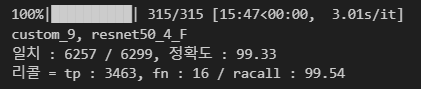 100%|██████████| 315/315 [15:47<00:00,  3.01s/it]
custom_9, resnet50_4_F
일치 : 6257 / 6299, 정확도 : 99.33
리콜 = tp : 3463, fn : 16 / racall : 99.54